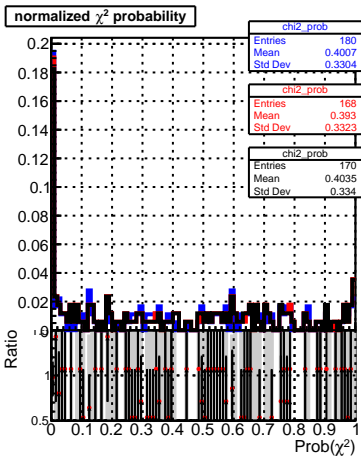 normalized χ² probability
chi2_prob
Entries 180
Mean 0.4007
Std Dev 0.3304
chi2_prob
Entries 168
Mean 0.393
Std Dev 0.3323
chi2_prob
Entries 170
Mean 0.4035
Std Dev 0.334
0.2
0.18
0.16
0.14
0.12
0.1
0.08
0.06
0.04
0.02
Ratio
1
0.5
0 0.1 0.2 0.3 0.4 0.5 0.6 0.7 0.8 0.9 1
Prob(χ²)